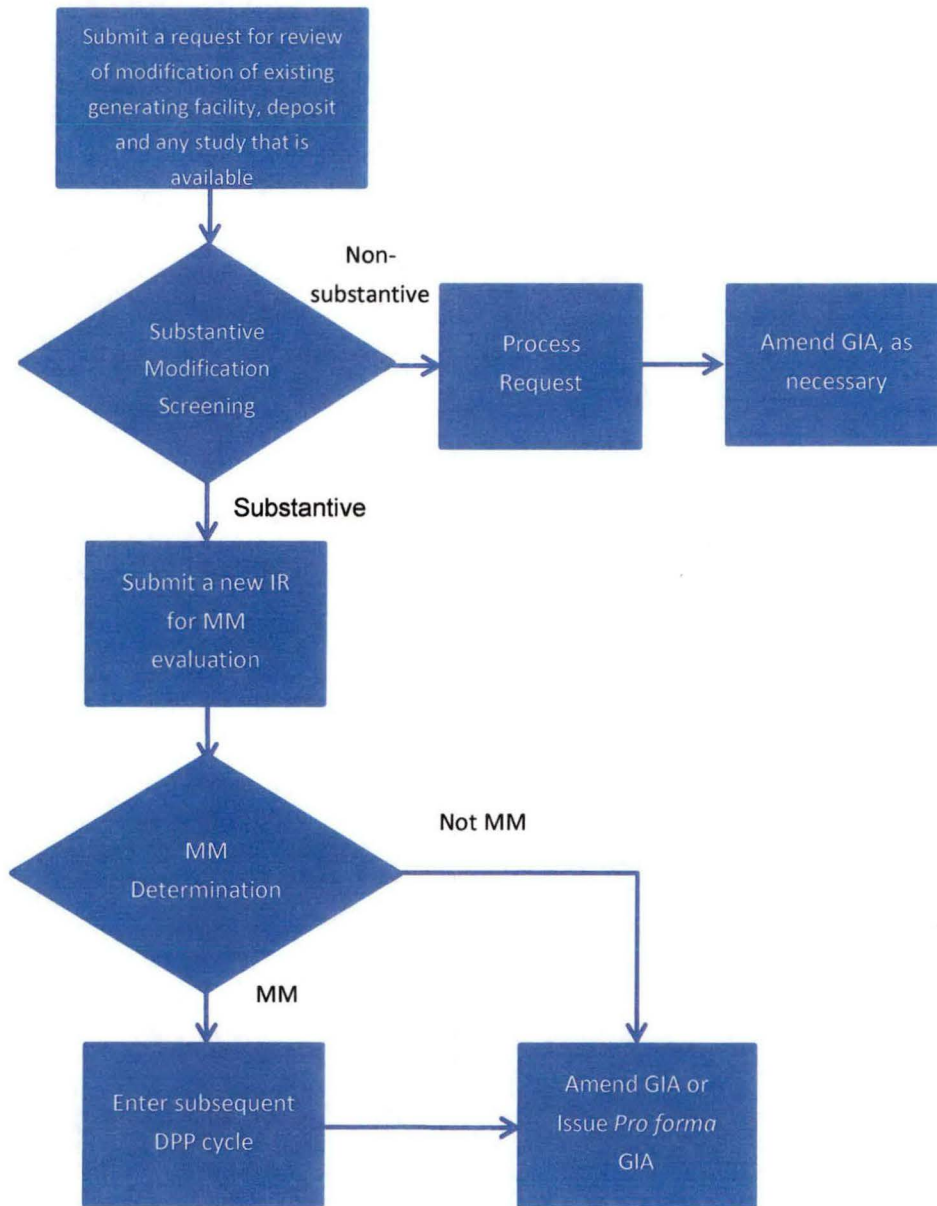 Submit a request for review
of modification of existing
generating facility, deposit
and any study that is
available
Non-
substantive
Substantive
Modification
Screening
Process
Request
Amend GIA, as
necessary
Substantive
Submit a new IR
for MM
evaluation
MM
Determination
Not MM
MM
Enter subsequent
DPP cycle
Amend GIA or
Issue Pro forma
GIA